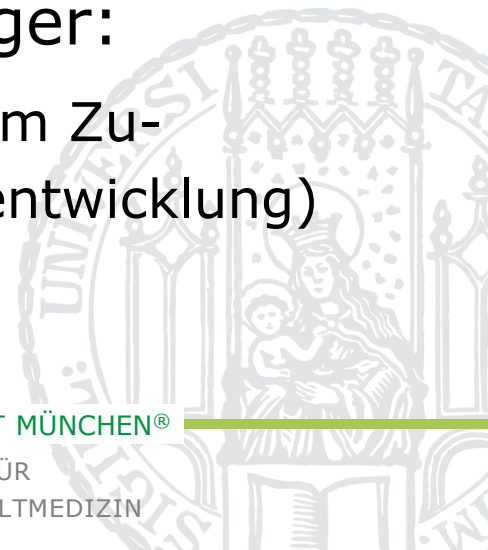 ger:
m Zu-
entwicklung)
T MÜNCHEN®
ÜR
LTMEDIZIN